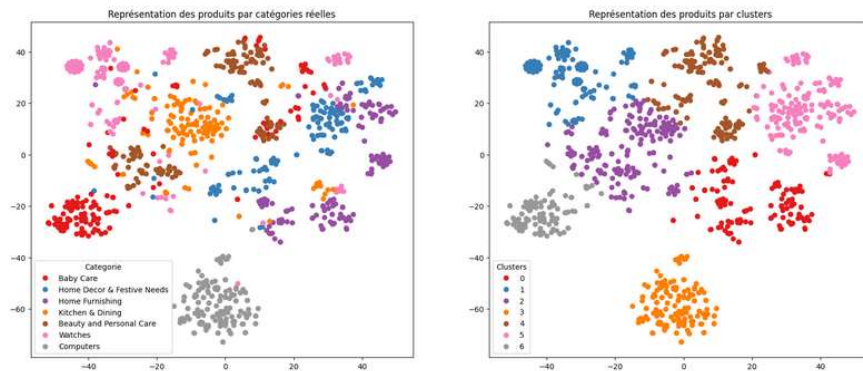 Représentation des produits par catégories réelles
40
20
0
−20
−40
−60
−40
−20
0
20
40
Categorie
Baby Care
Home Decor & Festive Needs
Home Furnishing
Kitchen & Dining
Beauty and Personal Care
Watches
Computers
Représentation des produits par clusters
40
20
0
−20
−40
−60
−40
−20
0
20
40
Clusters
0
1
2
3
4
5
6